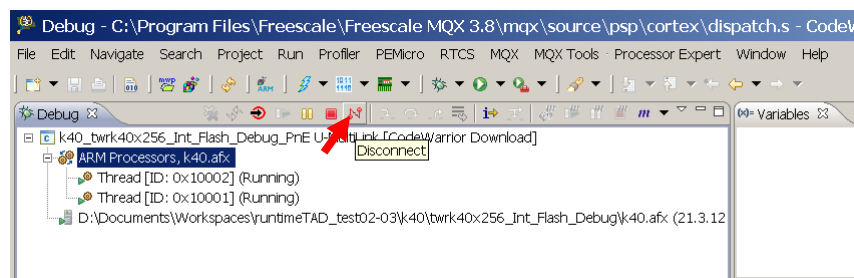 Debug - C:\Program Files\Freescale\Freescale MQX 3.8\mqx\source\psp\cortex\dispatch.s - CodeW
File Edit Navigate Search Project Run Profiler PEMicro RTCS MQX MQX Tools Processor Expert Window Help
Debug
(x)= Variables
k40_twrk40x256_Int_Flash_Debug_PnE U-MultiLink [CodeWarrior Download]
Disconnect
ARM Processors, k40.afx
Thread [ID: 0x10002] (Running)
Thread [ID: 0x10001] (Running)
D:\Documents\Workspaces\runtimeTAD_test02-03\k40\twrk40x256_Int_Flash_Debug\k40.afx (21.3.12